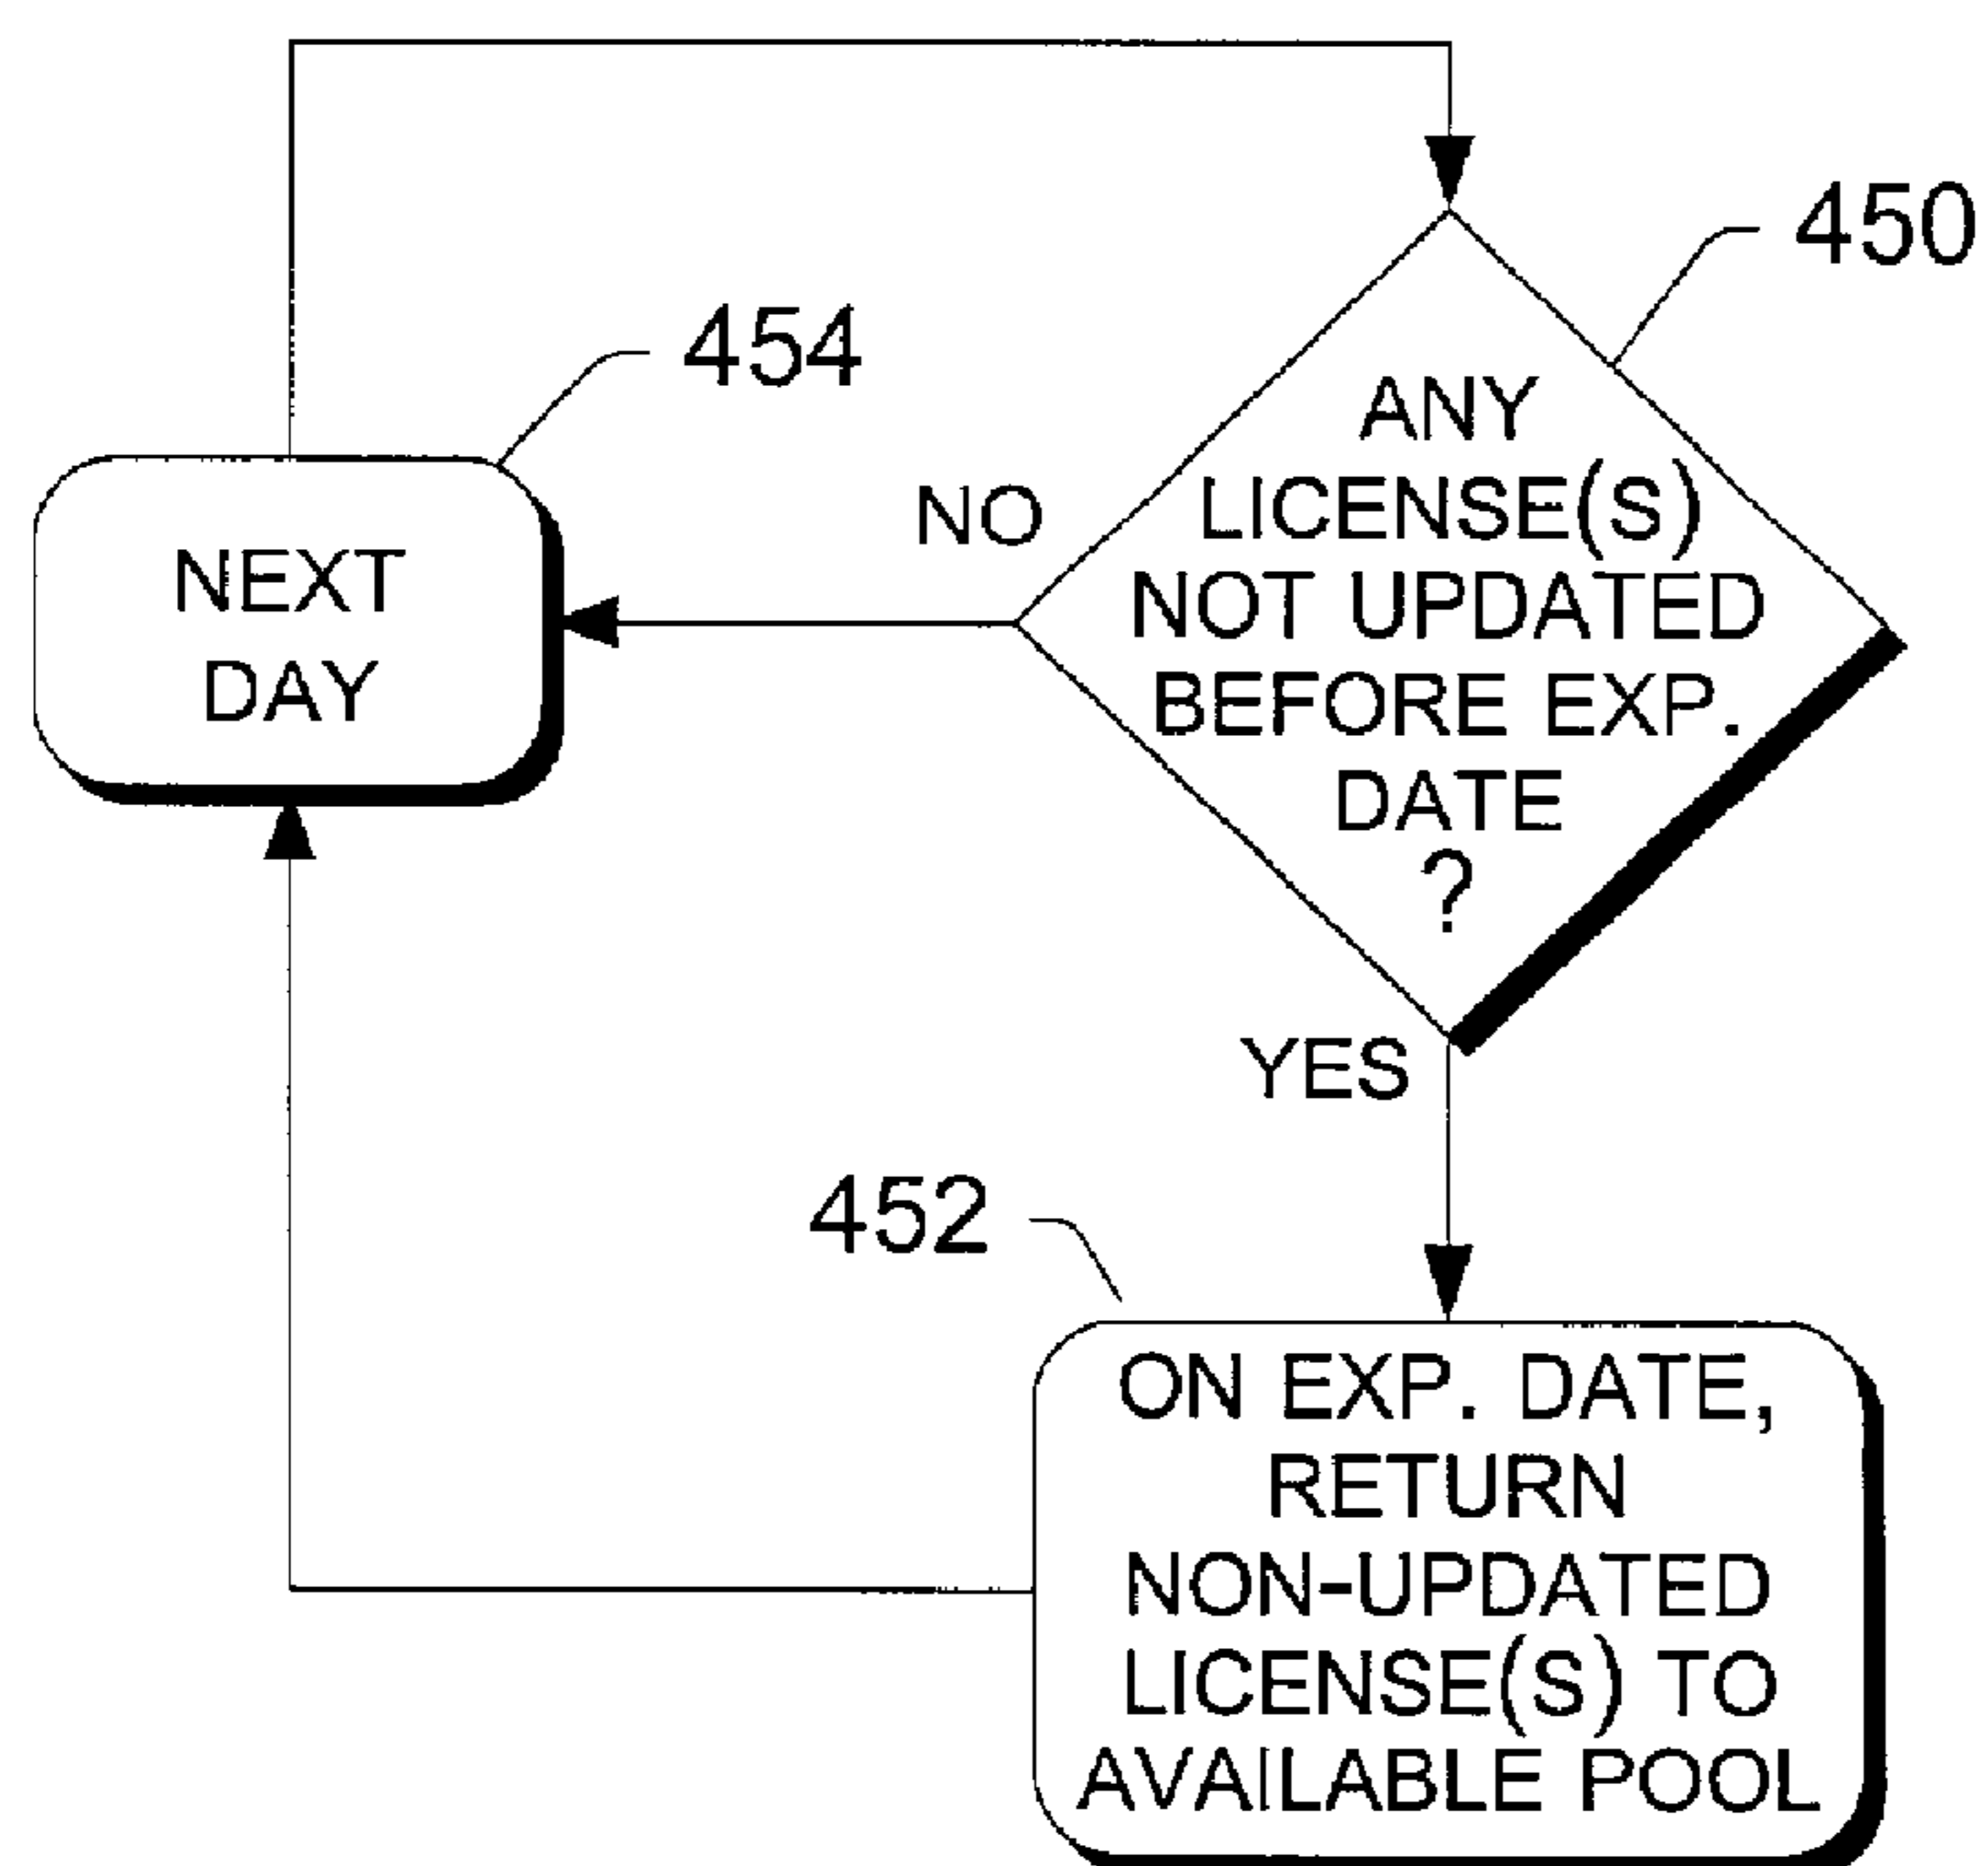 450
ANY
LICENSE(S)
NOT UPDATED
BEFORE EXP.
DATE
?
NO
454
NEXT
DAY
YES
452
ON EXP. DATE,
RETURN
NON-UPDATED
LICENSE(S) TO
AVAILABLE POOL